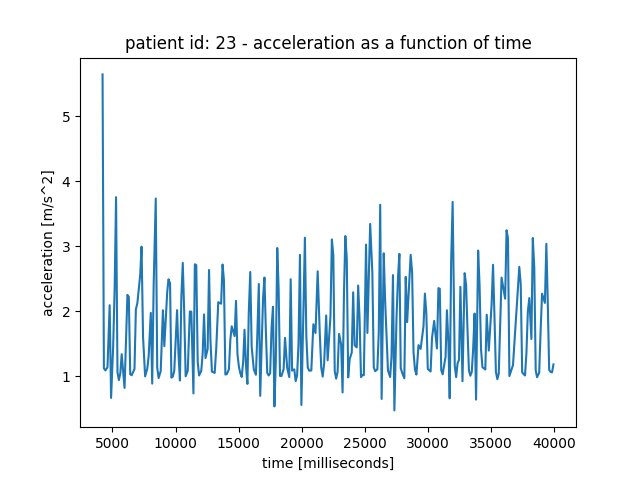 patient id: 23 - acceleration as a function of time
acceleration [m/s^2]
5
4
3
2
1
5000 10000 15000 20000 25000 30000 35000 40000
time [milliseconds]